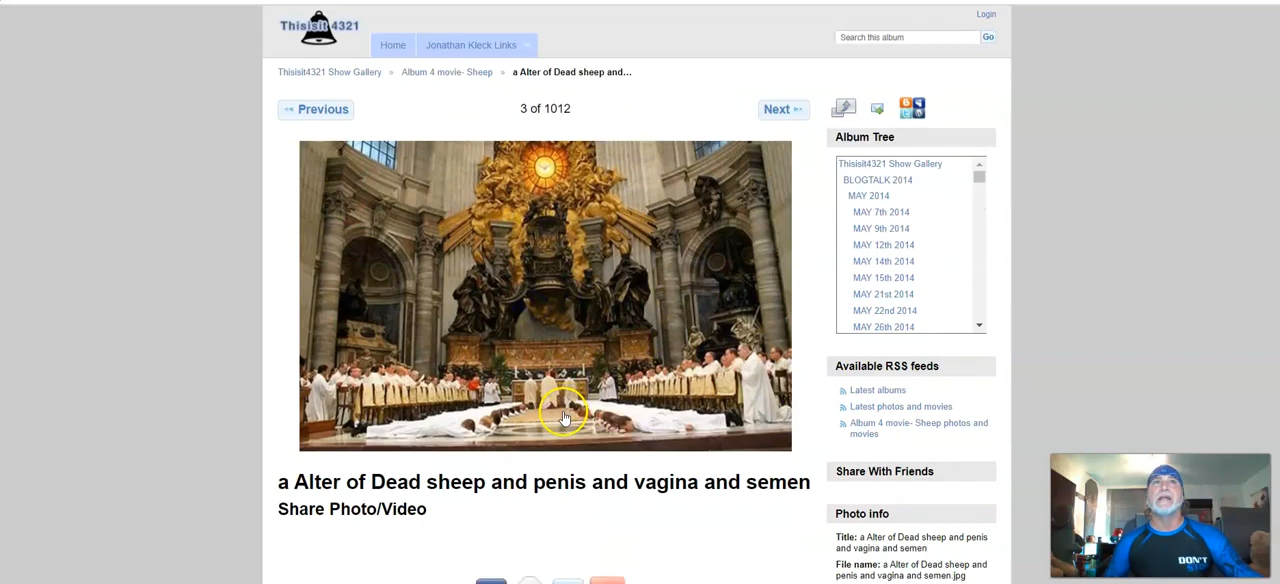 Thisisit 4321
Login
Home
Jonathan Kleck Links
Search this album
Go
Thisisit4321 Show Gallery » Album 4 movie- Sheep » a Alter of Dead sheep and…
Previous
3 of 1012
Next
Album Tree
Thisisit4321 Show Gallery
BLOGTALK 2014
MAY 2014
MAY 7th 2014
MAY 9th 2014
MAY 12th 2014
MAY 14th 2014
MAY 15th 2014
MAY 21st 2014
MAY 22nd 2014
MAY 26th 2014
Available RSS feeds
Latest albums
Latest photos and movies
Album 4 movie- Sheep photos and
movies
Share With Friends
a Alter of Dead sheep and penis and vagina and semen
Share Photo/Video
Photo info
Title: a Alter of Dead sheep and penis
and vagina and semen
File name: a Alter of Dead sheep and
penis and vagina and semen.jpg
DON'T